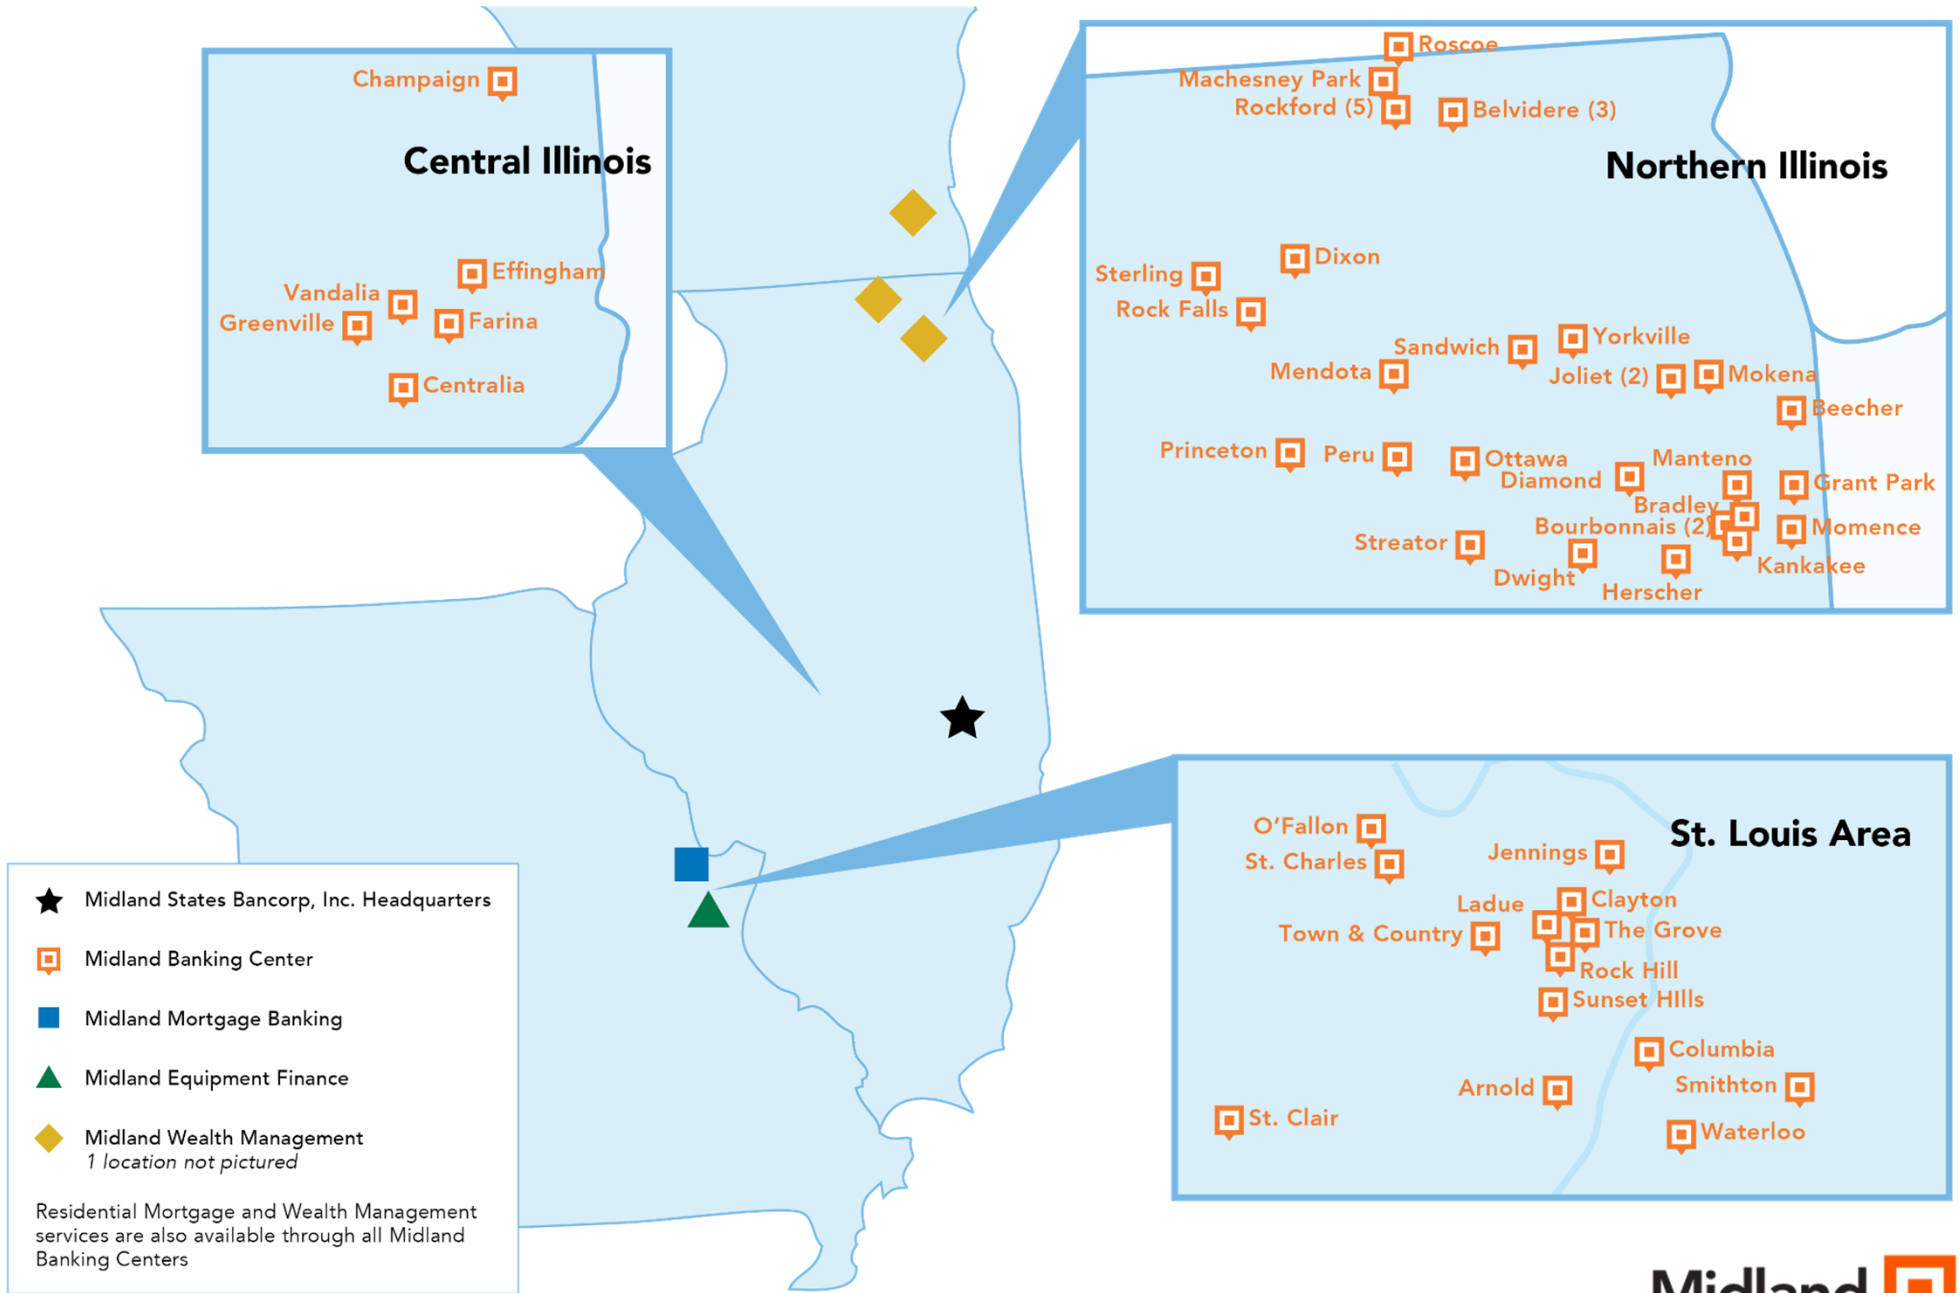 Champaign
Central Illinois
Effingham
Vandalia
Greenville
Farina
Centralia
Roscoe
Machesney Park
Rockford (5)
Belvidere (3)
Northern Illinois
Dixon
Sterling
Rock Falls
Yorkville
Sandwich
Mendota
Joliet (2)
Mokena
Beecher
Princeton
Peru
Ottawa
Manteno
Diamond
Grant Park
Bradley
Bourbonnais (2)
Momence
Streator
Kankakee
Dwight
Herscher
O’Fallon
St. Louis Area
Jennings
St. Charles
Clayton
Ladue
The Grove
Town & Country
Rock Hill
Sunset HIlls
Columbia
Smithton
Arnold
St. Clair
Waterloo
Midland States Bancorp, Inc. Headquarters
Midland Banking Center
Midland Mortgage Banking
Midland Equipment Finance
Midland Wealth Management
1 location not pictured
Residential Mortgage and Wealth Management
services are also available through all Midland
Banking Centers
Midland